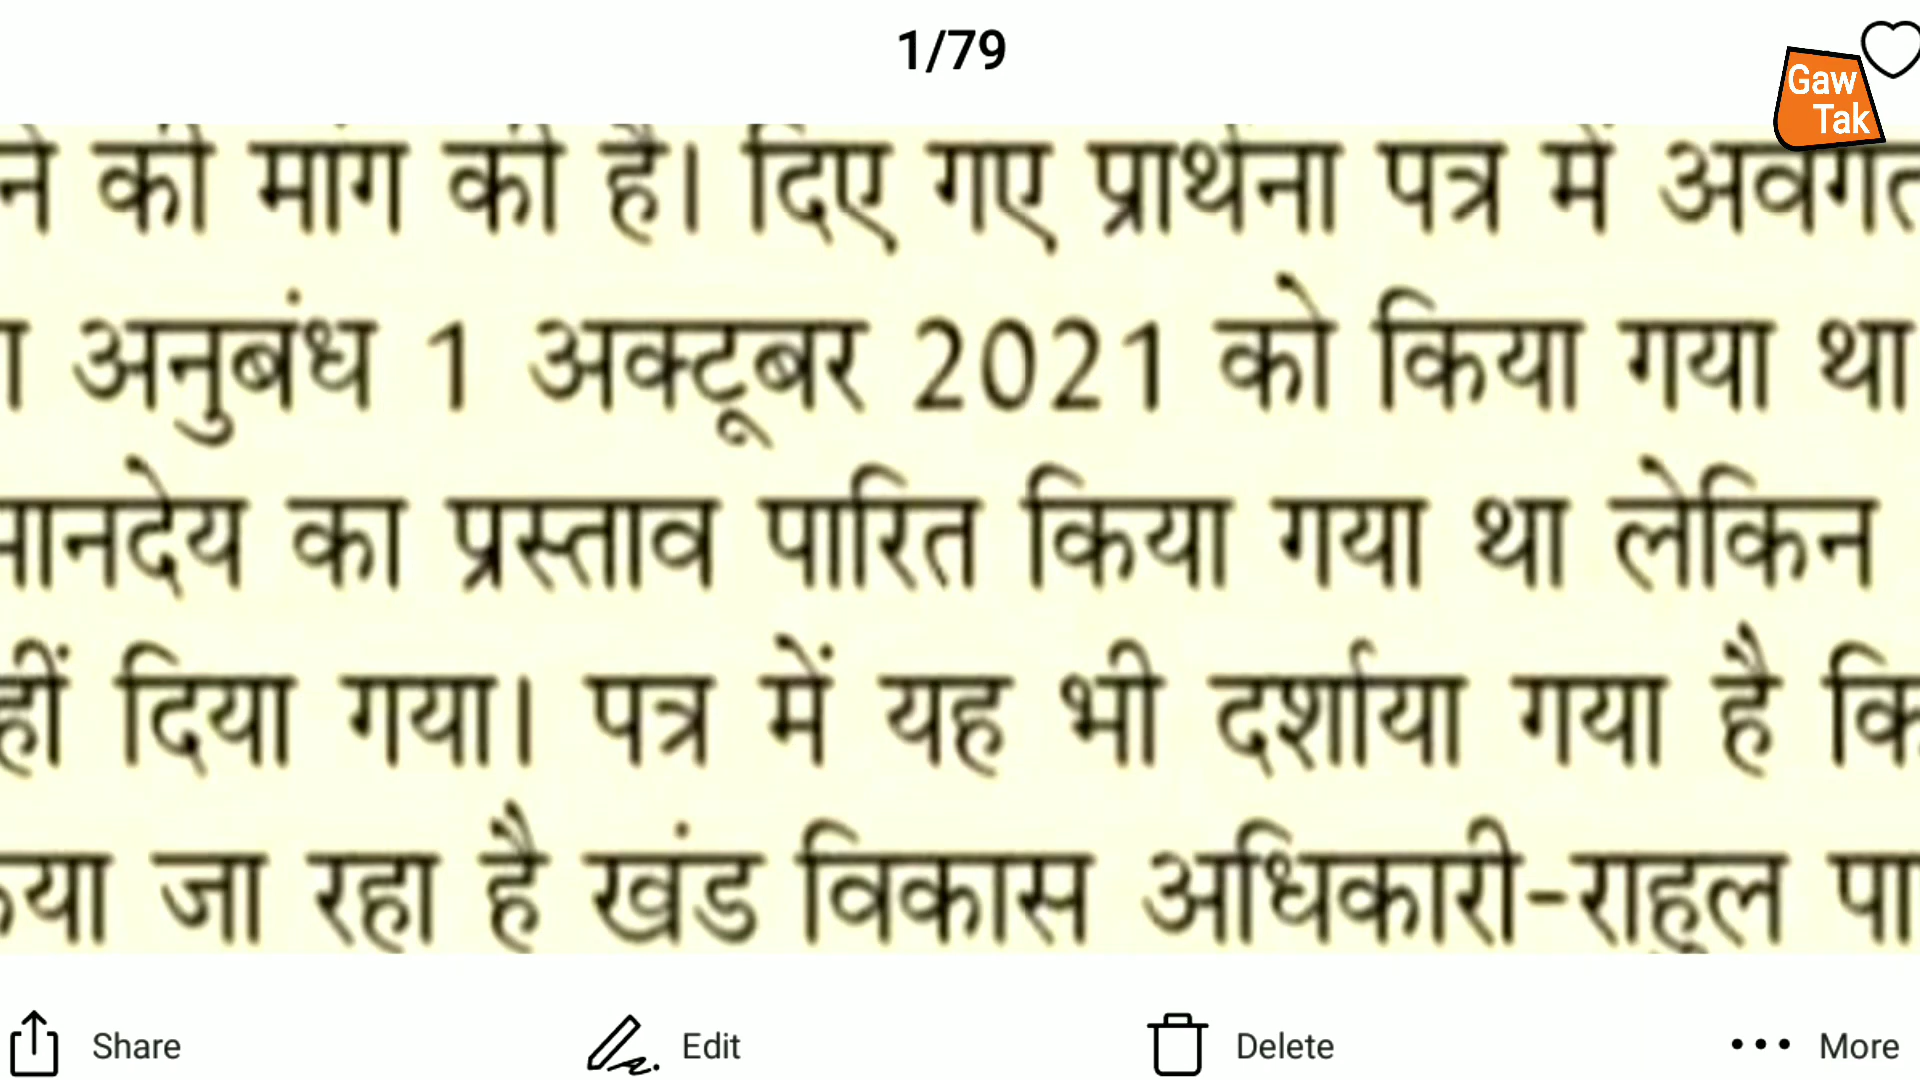 1/79
Gaw
Tak
ने की मांग की है। दिए गए प्रार्थना पत्र में अवगत
अनुबंध 1 अक्टूबर 2021 को किया गया था
मानदेय का प्रस्ताव पारित किया गया था लेकिन
हीं दिया गया। पत्र में यह भी दर्शाया गया है कि
जा रहा है खंड विकास अधिकारी-राहुल पा
Share
Edit
Delete
More